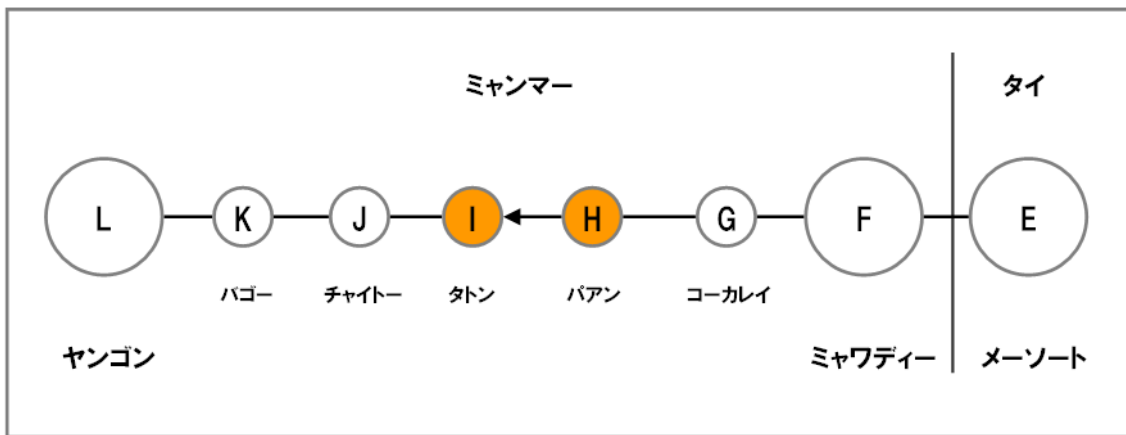 ミャンマー
タイ
L
K
J
I
H
G
F
E
バゴー
チャイトー
タトン
パアン
コーカレイ
ヤンゴン
ミャワディー
メーソート